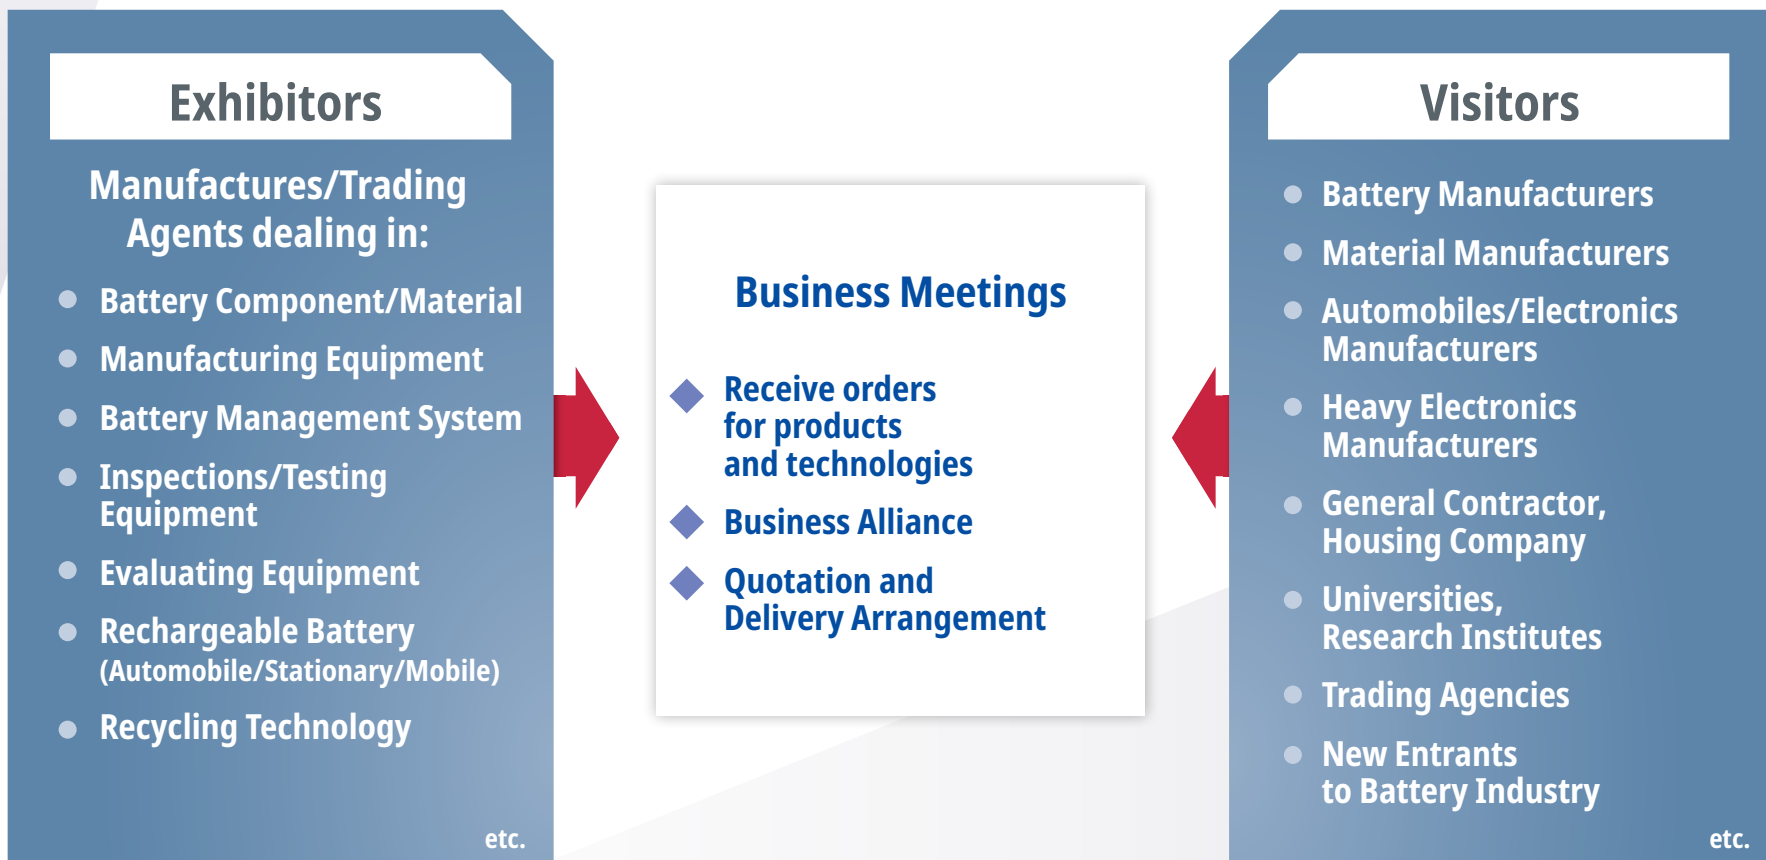 Exhibitors
Manufactures/Trading
Agents dealing in:
Battery Component/Material
Manufacturing Equipment
Battery Management System
Inspections/Testing
Equipment
Evaluating Equipment
Rechargeable Battery
(Automobile/Stationary/Mobile)
Recycling Technology
etc.
Business Meetings
Receive orders
for products
and technologies
Business Alliance
Quotation and
Delivery Arrangement
Visitors
Battery Manufacturers
Material Manufacturers
Automobiles/Electronics
Manufacturers
Heavy Electronics
Manufacturers
General Contractor,
Housing Company
Universities,
Research Institutes
Trading Agencies
New Entrants
to Battery Industry
etc.